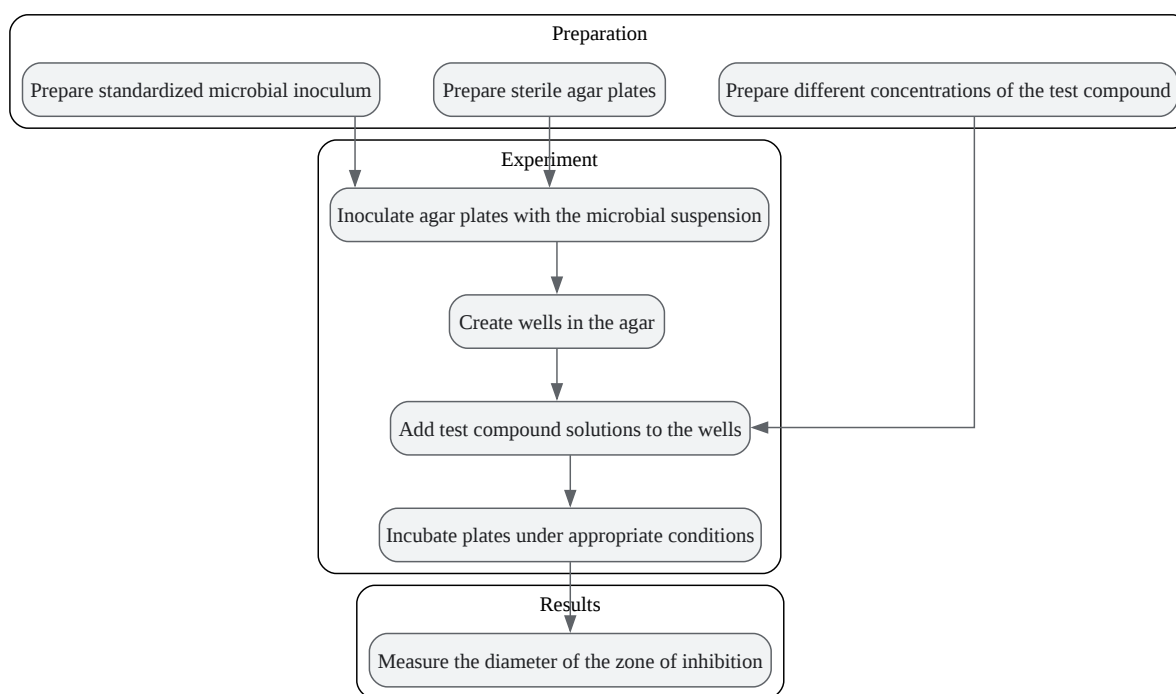 Preparation
Prepare standardized microbial inoculum
Prepare sterile agar plates
Prepare different concentrations of the test compound
Experiment
Inoculate agar plates with the microbial suspension
Create wells in the agar
Add test compound solutions to the wells
Incubate plates under appropriate conditions
Results
Measure the diameter of the zone of inhibition